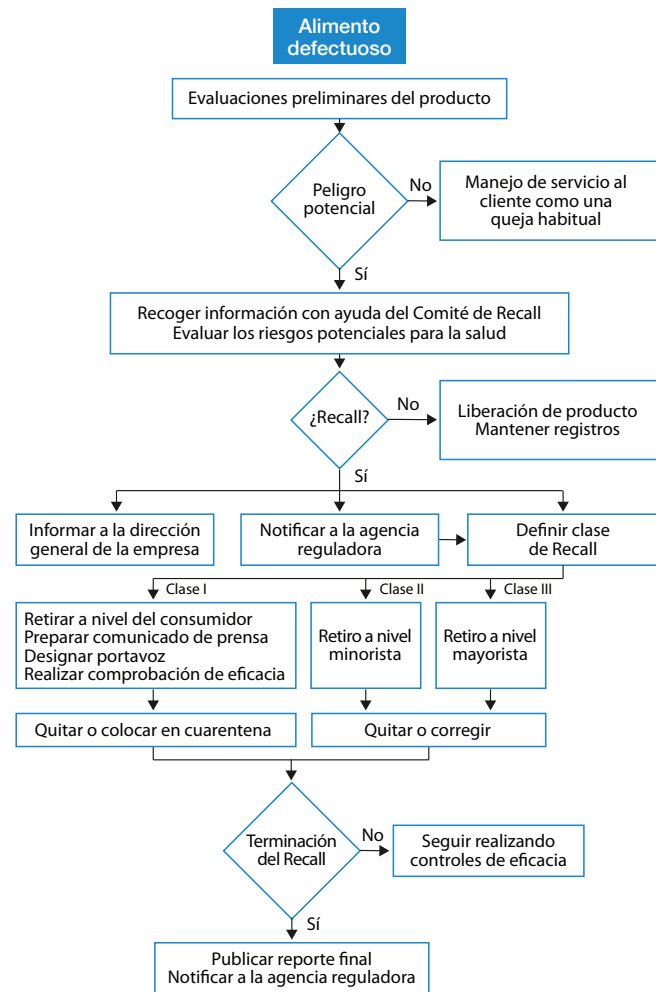 Alimento
defectuoso
Evaluaciones preliminares del producto
Peligro
potencial
No
Manejo de servicio al
cliente como una
queja habitual
Sí
Recoger información con ayuda del Comité de Recall
Evaluar los riesgos potenciales para la salud
¿Recall?
No
Liberación de producto
Mantener registros
Sí
Informar a la dirección
general de la empresa
Notificar a la agencia
reguladora
Definir clase
de Recall
Clase I
Clase II
Clase III
Retirar a nivel del consumidor
Preparar comunicado de prensa
Designar portavoz
Realizar comprobación de eficacia
Retiro a nivel
minorista
Retiro a nivel
mayorista
Quitar o colocar en cuarentena
Quitar o corregir
Terminación
del Recall
No
Seguir realizando
controles de eficacia
Sí
Publicar reporte final
Notificar a la agencia reguladora